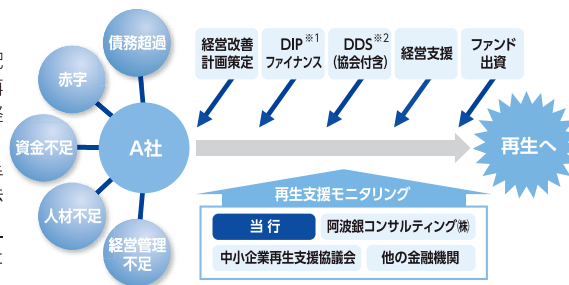 債務超過
赤字
資金不足
人材不足
経営管理
不足
A社
経営改善
計画策定
DIP※1
ファイナンス
DDS※2
(協会付含)
経営支援
ファンド
出資
再生へ
再生支援モニタリング
当行
阿波銀コンサルティング㈱
中小企業再生支援協議会
他の金融機関